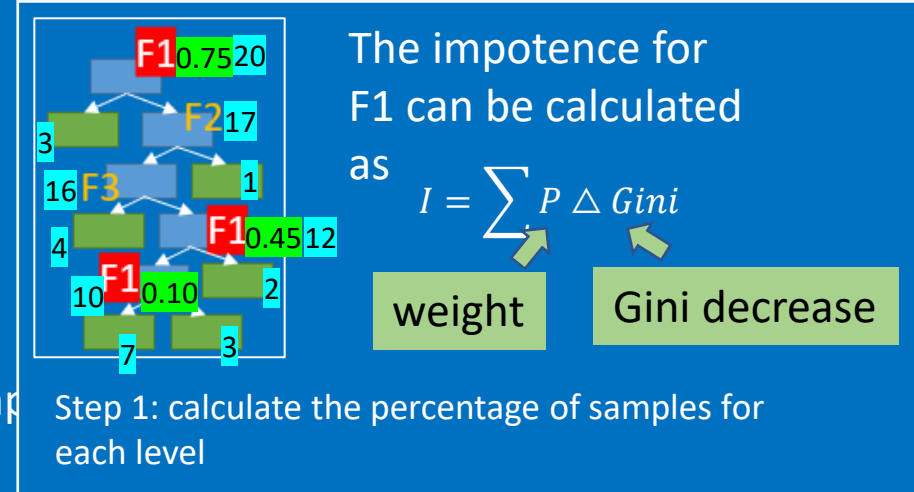 F1 0.75 20
F2 17
3
16 F3
1
F1 0.45 12
4
F1
10 0.10
2
7
3
The impotence for
F1 can be calculated
as
I = ∑ P △ Gini
weight
Gini decrease
Step 1: calculate the percentage of samples for
each level